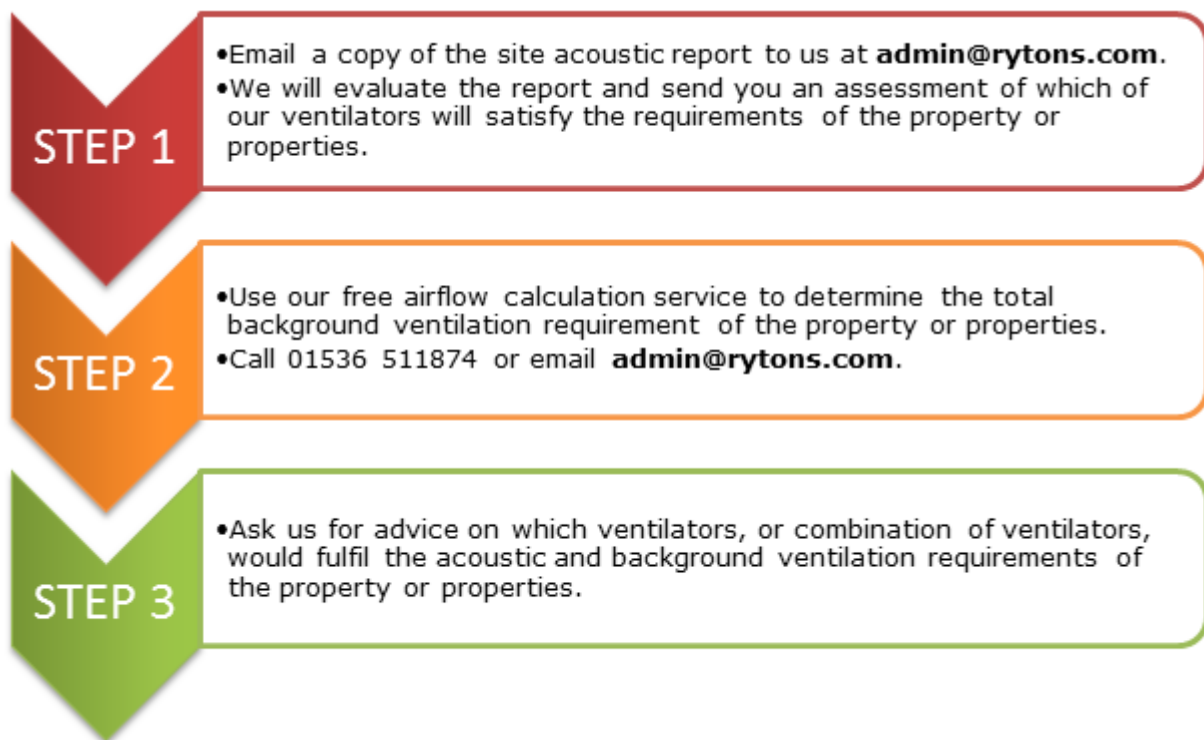 STEP 1
•Email a copy of the site acoustic report to us at admin@rytons.com.
•We will evaluate the report and send you an assessment of which of
our ventilators will satisfy the requirements of the property or
properties.
STEP 2
•Use our free airflow calculation service to determine the total
background ventilation requirement of the property or properties.
•Call 01536 511874 or email admin@rytons.com.
STEP 3
•Ask us for advice on which ventilators, or combination of ventilators,
would fulfil the acoustic and background ventilation requirements of
the property or properties.